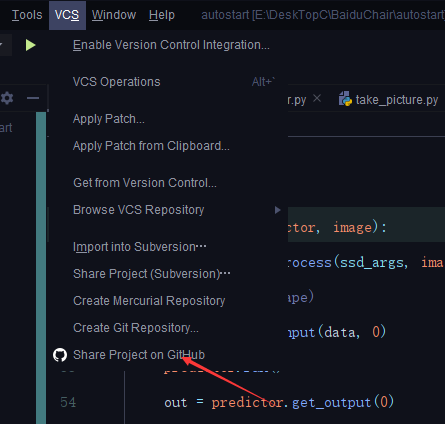 Tools VCS Window Help autostart [E:\DeskTopC\BaiduChair\autostart]
Enable Version Control Integration...
VCS Operations Alt+`
r.py × take_picture.py
Apply Patch...
art
Apply Patch from Clipboard...
Get from Version Control...
Browse VCS Repository
ctor, image):
Import into Subversion...
rocess(ssd_args, ima
Share Project (Subversion)...
ape)
Create Mercurial Repository
Create Git Repository...
nput(data, 0)
Share Project on GitHub
54 out = predictor.get_output(0)